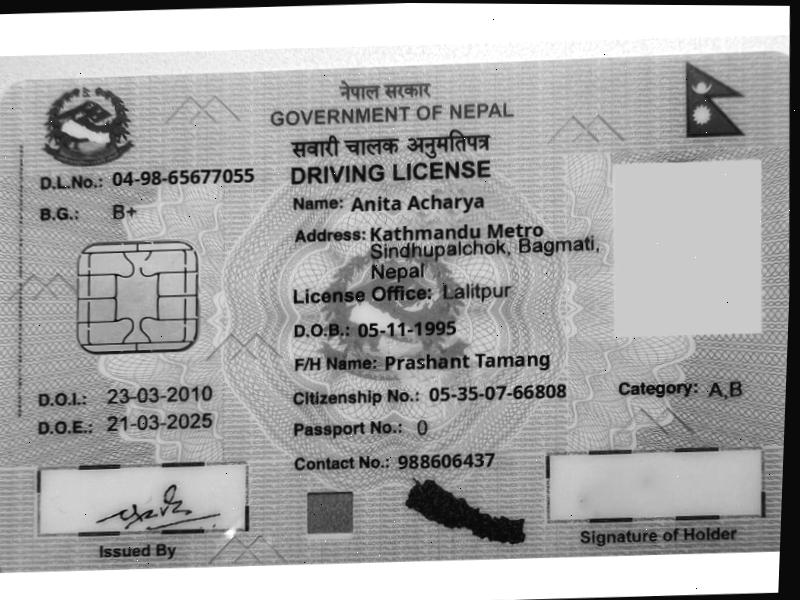 नेपाल सरकार
GOVERNMENT OF NEPAL
सवारी चालक अनुमतिपत्र
DRIVING LICENSE
D.L.No.: 04-98-65677055
B.G.: B+
Name: Anita Acharya
Address: Kathmandu Metro
Sindhupalchok, Bagmati,
Nepal
License Office: Lalitpur
D.O.B.: 05-11-1995
F/H Name: Prashant Tamang
D.O.I.: 23-03-2010
Citizenship No.: 05-35-07-66808
Category: A,B
D.O.E.: 21-03-2025
Passport No.: 0
Contact No.: 988606437
Issued By
Signature of Holder